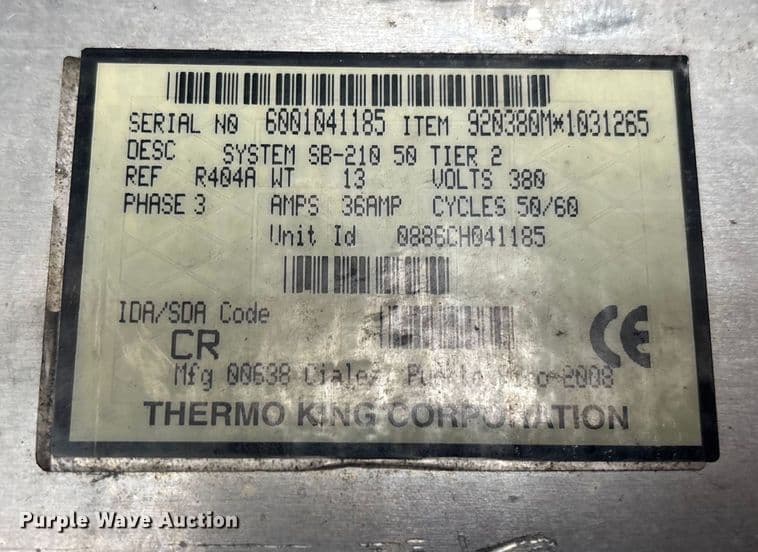 SERIAL NO 6001041185 ITEM 920380M*1031265
DESC SYSTEM SB-210 50 TIER 2
REF R404A WT 13 VOLTS 380
PHASE 3 AMPS 36AMP CYCLES 50/60
Unit Id 0886CH041185
IDA/SDA Code
CR
CE
Mfg 00638 2008
THERMO KING CORPORATION
Purple Wave Auction